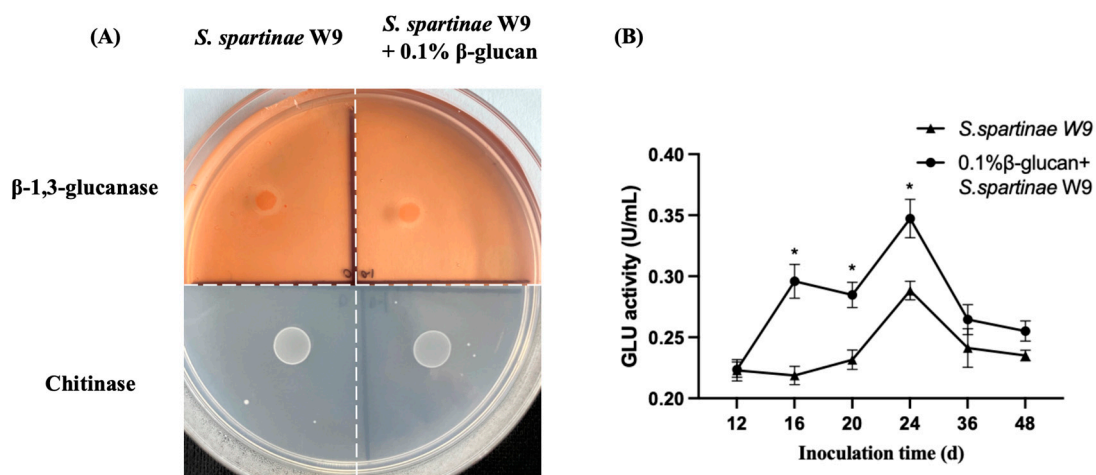 (A)
S. spartinae W9
S. spartinae W9
+ 0.1% β-glucan
β-1,3-glucanase
Chitinase
(B)
S.spartinae W9
0.1%β-glucan+
S.spartinae W9
GLU activity (U/mL)
0.40
0.35
0.30
0.25
0.20
*
*
*
12 16 20 24 36 48
Inoculation time (d)